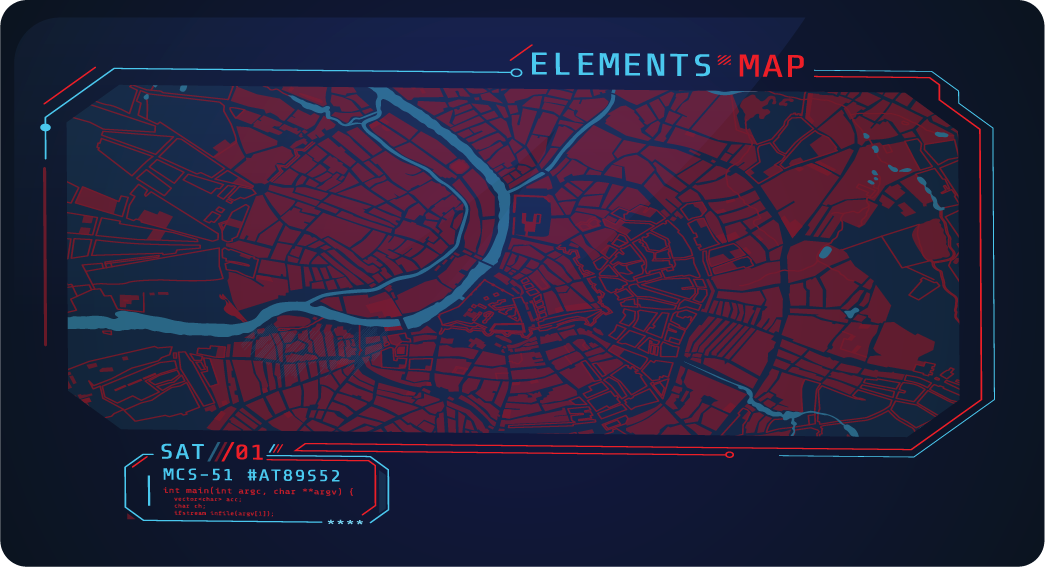 ELEMENTS MAP
SAT///01
MCS-51 #AT89S52
int main(int argc, char **argv) {
vector<char> arr;
char ch;
ifstream infile(argv[1]);
****